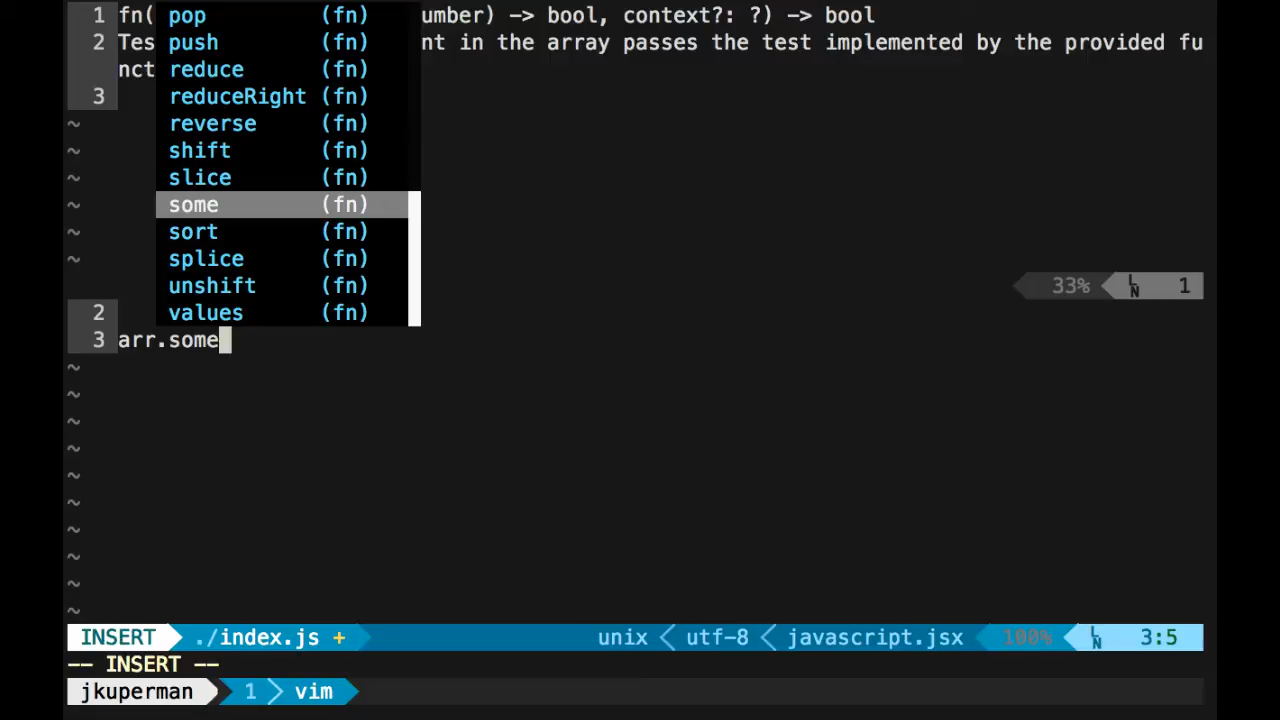 1 fn( pop (fn) umber) -> bool, context?: ?) -> bool
2 Tes push (fn) nt in the array passes the test implemented by the provided fu
nct reduce (fn)
3 reduceRight (fn)
~ reverse (fn)
~ shift (fn)
~ slice (fn)
~ some (fn)
~ sort (fn)
~ splice (fn)
unshift (fn) 33% LN 1
2 values (fn)
3 arr.some
~
~
~
~
~
~
~
~
~
~
INSERT ./index.js + unix utf-8 javascript.jsx 100% LN 3:5
-- INSERT --
jkuperman 1 vim